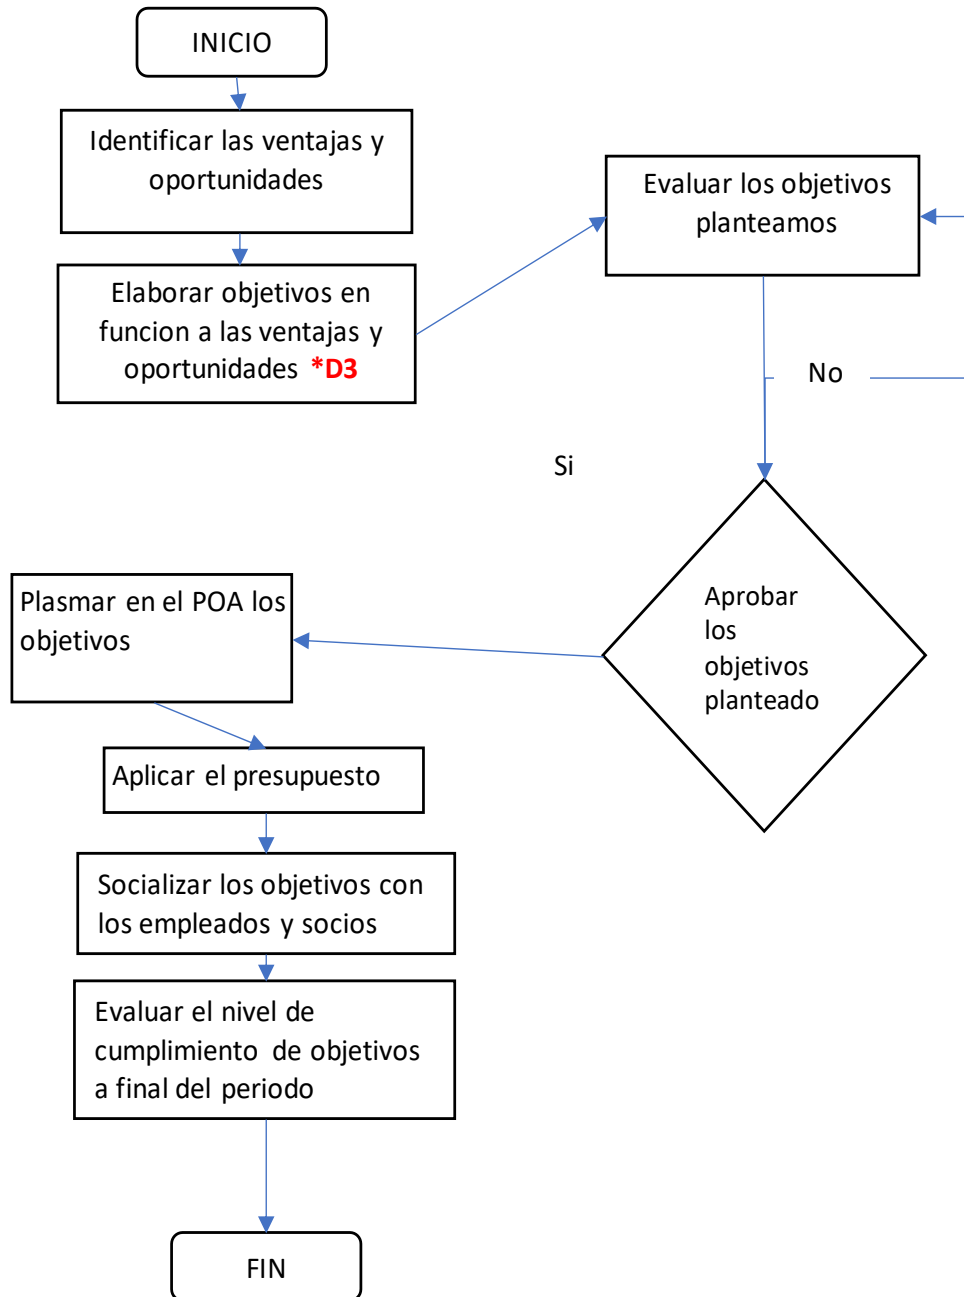 INICIO
Identificar las ventajas y
oportunidades
Elaborar objetivos en
funcion a las ventajas y
oportunidades *D3
Evaluar los objetivos
planteamos
No
Si
Aprobar
los
objetivos
planteado
Plasmar en el POA los
objetivos
Aplicar el presupuesto
Socializar los objetivos con
los empleados y socios
Evaluar el nivel de
cumplimiento de objetivos
a final del periodo
FIN